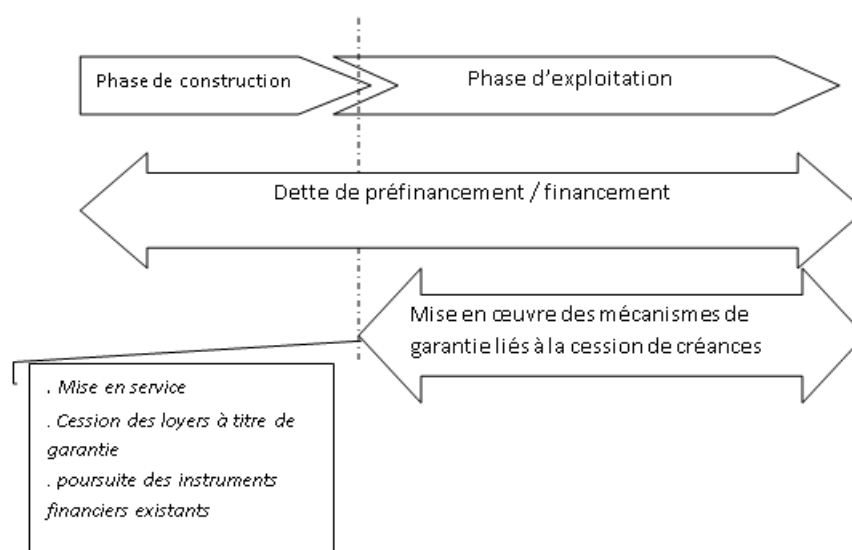 Phase de construction
Phase d’exploitation
Dette de préfinancement / financement
Mise en œuvre des mécanismes de
garantie liés à la cession de créances
. Mise en service
. Cession des loyers à titre de
garantie
. poursuite des instruments
financiers existants